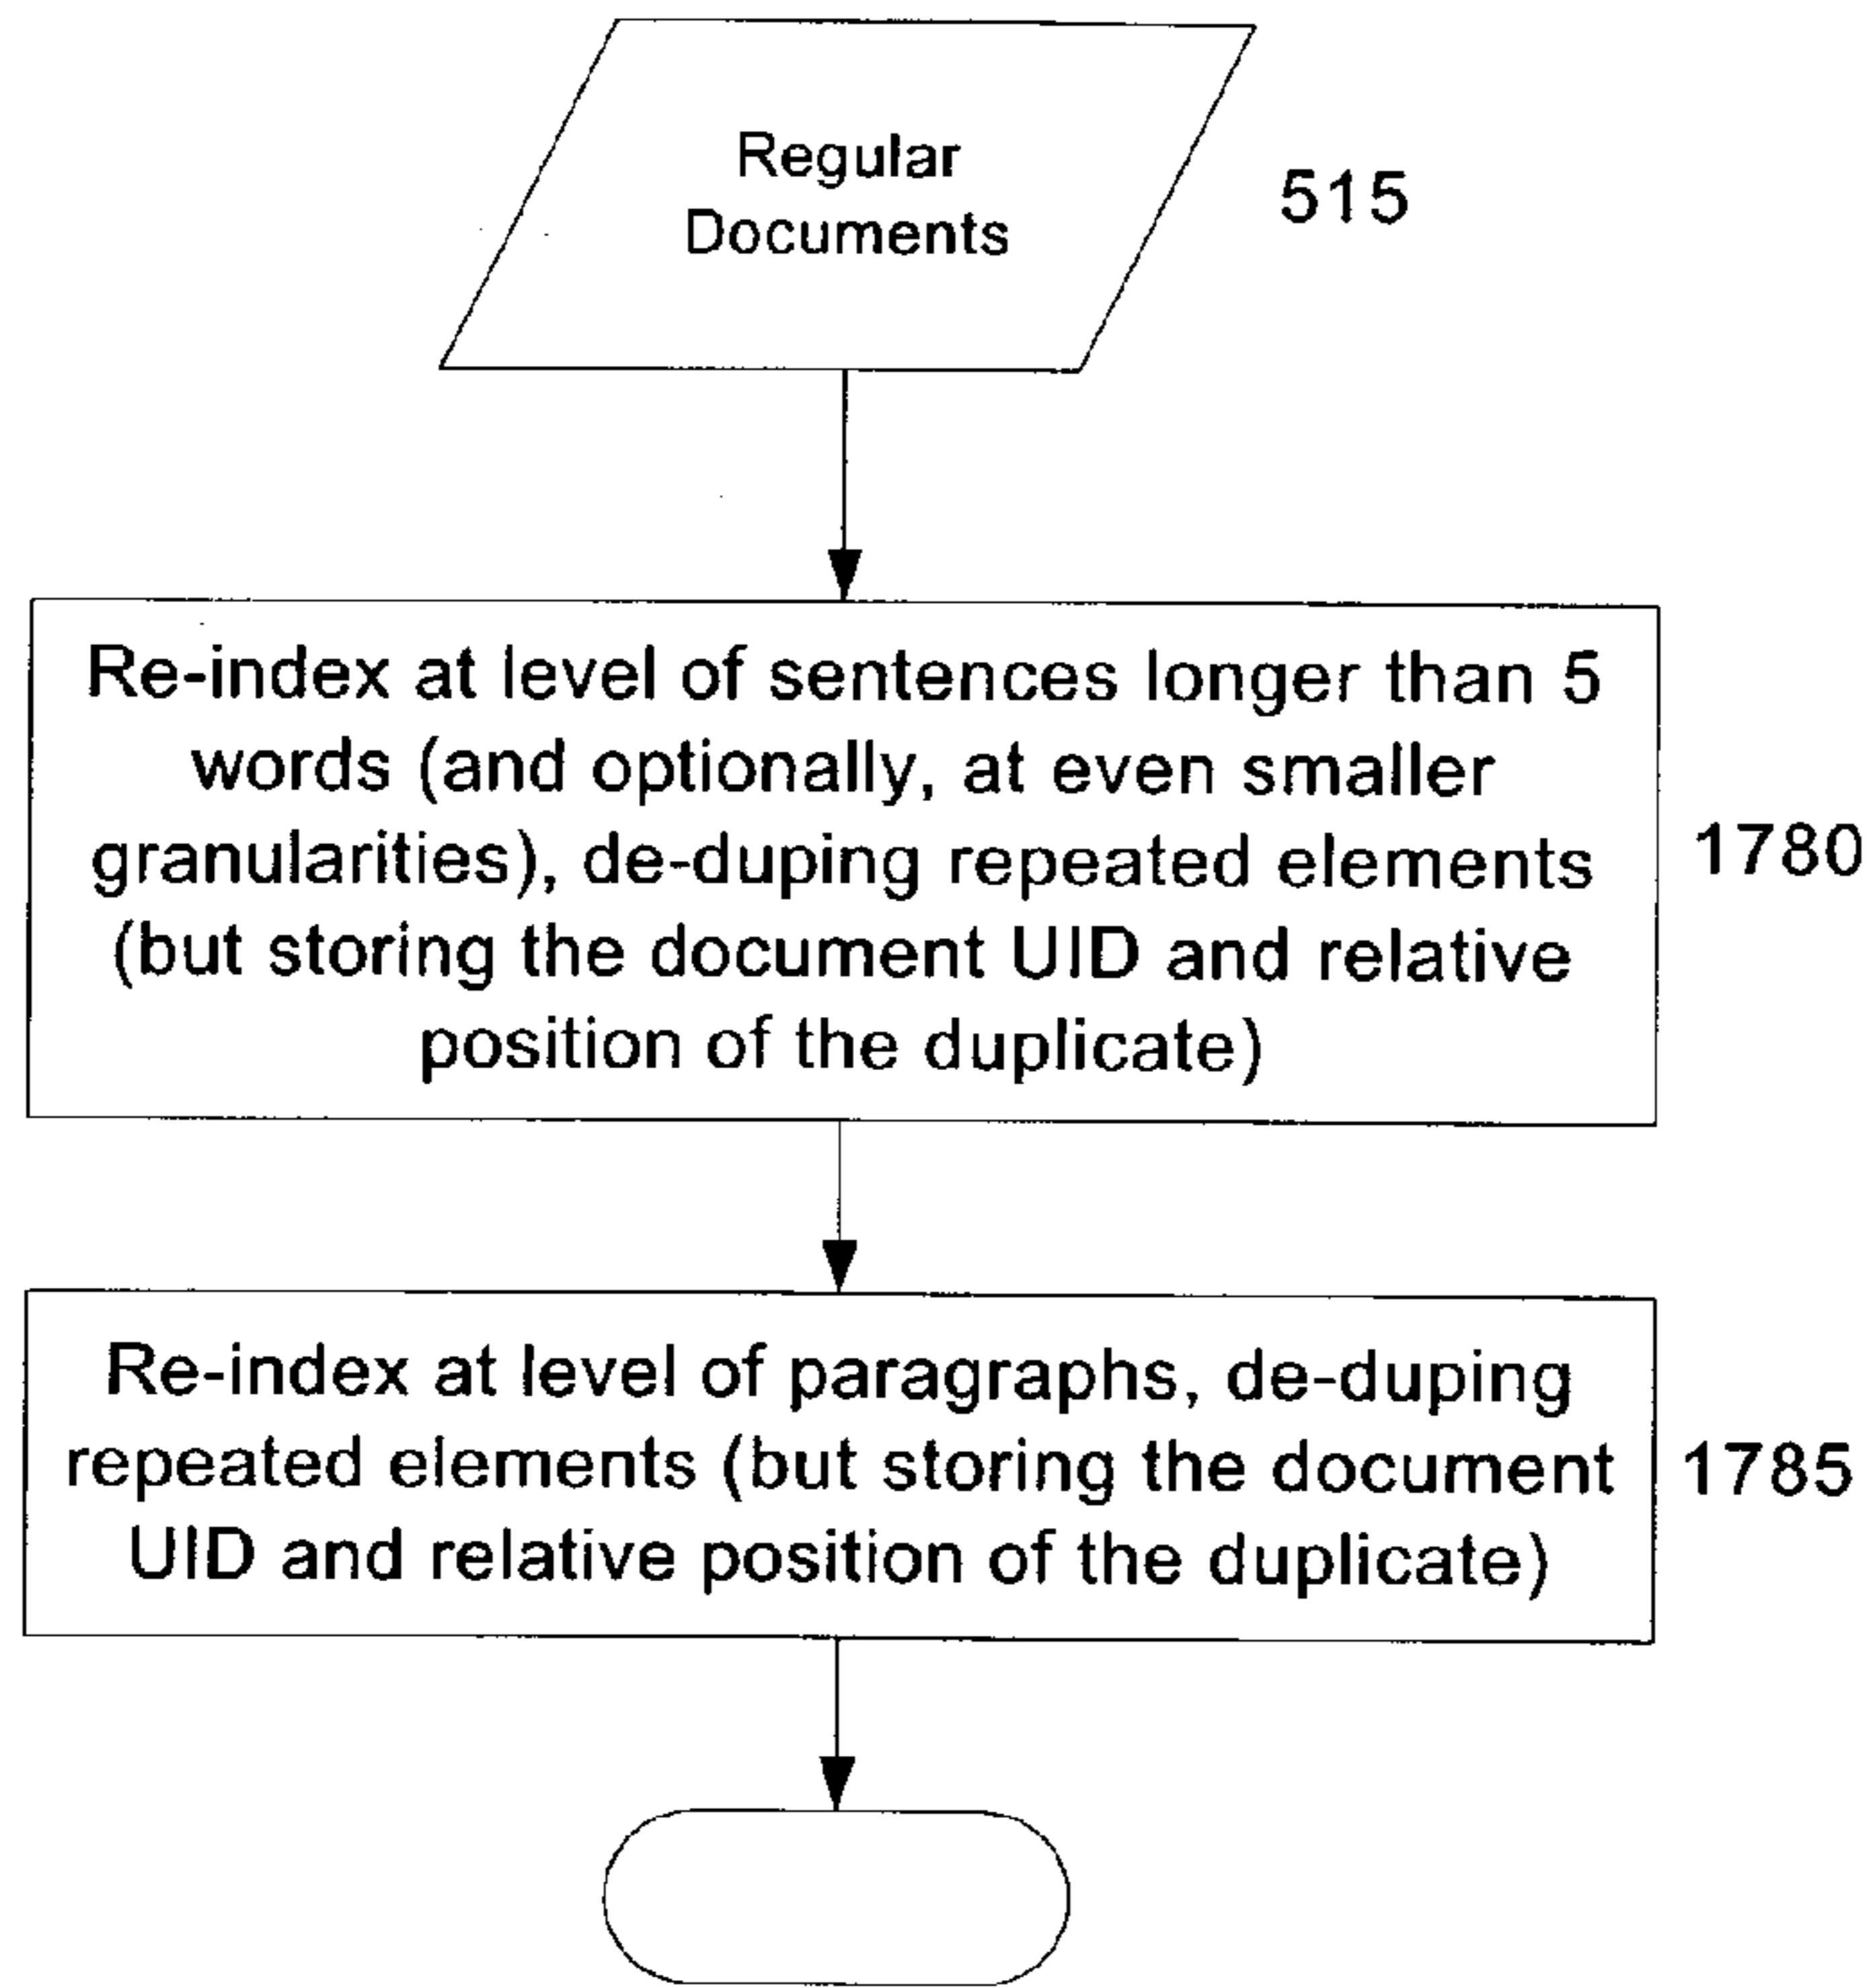 Regular
Documents
515
Re-index at level of sentences longer than 5
words (and optionally, at even smaller
granularities), de-duping repeated elements
(but storing the document UID and relative
position of the duplicate)
1780
Re-index at level of paragraphs, de-duping
repeated elements (but storing the document
UID and relative position of the duplicate)
1785